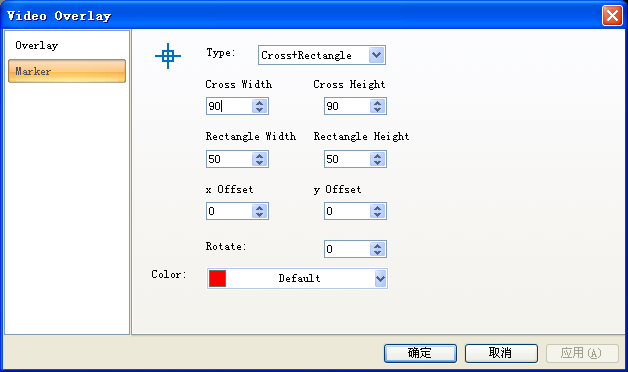 Video Overlay
Overlay
Marker
Type: Cross+Rectangle
Cross Width Cross Height
90 90
Rectangle Width Rectangle Height
50 50
x Offset y Offset
0 0
Rotate: 0
Color: Default
确定 取消 应用(A)